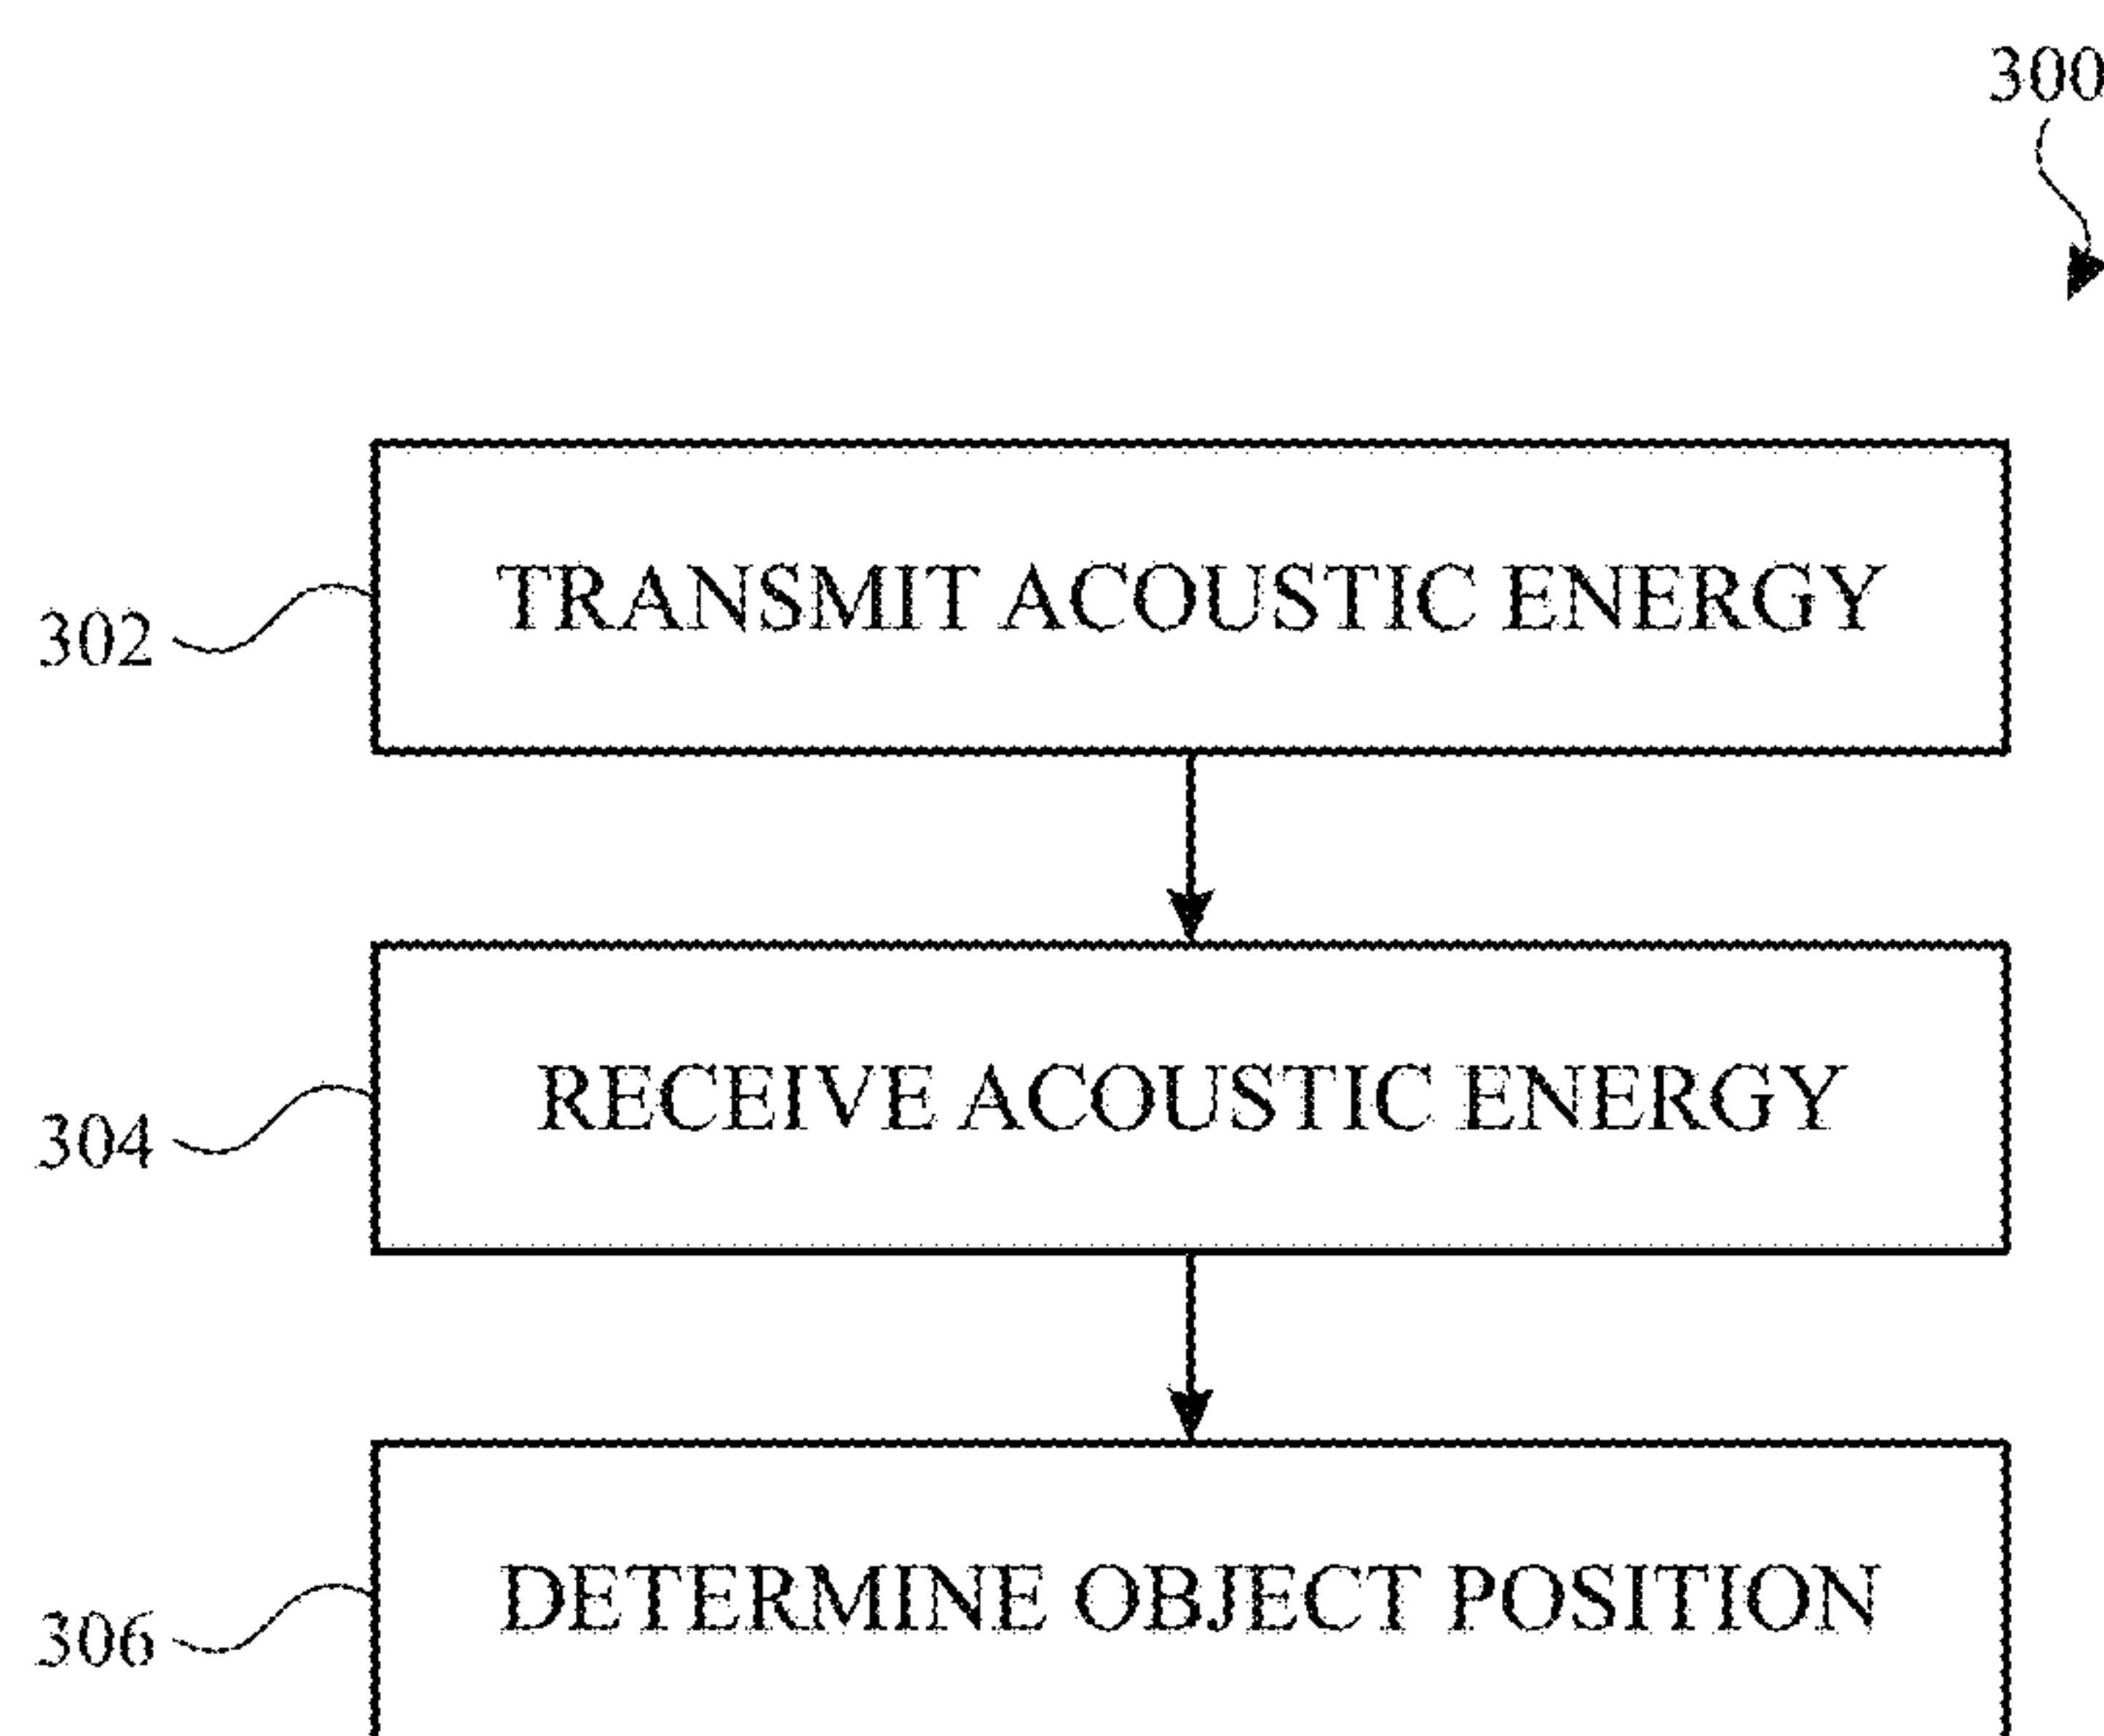 300
TRANSMIT ACOUSTIC ENERGY
302
RECEIVE ACOUSTIC ENERGY
304
DETERMINE OBJECT POSITION
306